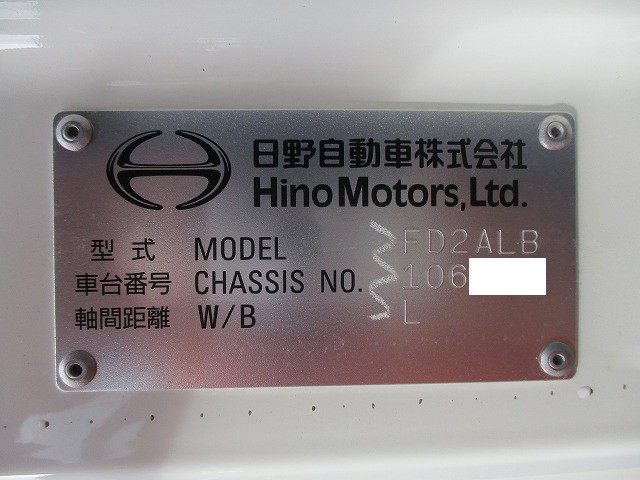 日野自動車株式会社
Hino Motors, Ltd.
型式 MODEL FD2ALB
車台番号 CHASSIS NO. 106
軸間距離 W/B L